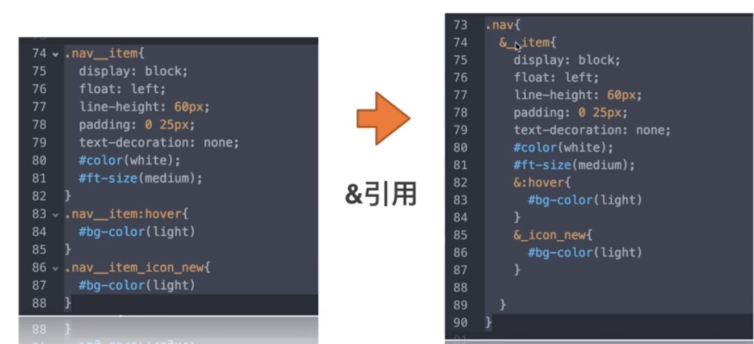 74 .nav__item{
75 display: block;
76 float: left;
77 line-height: 60px;
78 padding: 0 25px;
79 text-decoration: none;
80 #color(white);
81 #ft-size(medium);
82 }
83 .nav__item:hover{
84 #bg-color(light)
85 }
86 .nav__item_icon_new{
87 #bg-color(light)
88 }
&引用
73 .nav{
74 &__item{
75 display: block;
76 float: left;
77 line-height: 60px;
78 padding: 0 25px;
79 text-decoration: none;
80 #color(white);
81 #ft-size(medium);
82 &:hover{
83 #bg-color(light)
84 }
85 &_icon_new{
86 #bg-color(light)
87 }
88
89 }
90 }